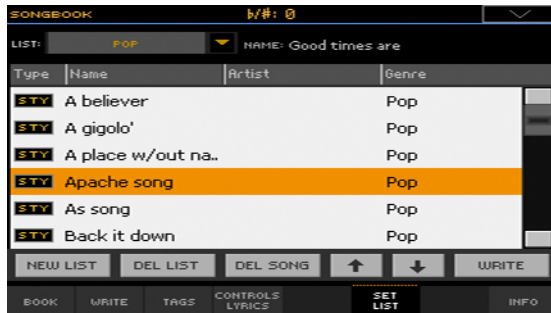 SONGBOOK b/#: 0
LIST: POP NAME: Good times are
Type Name Artist Genre
STY A believer Pop
STY A gigolo' Pop
STY A place w/out na.. Pop
STY Apache song Pop
STY As song Pop
STY Back it down Pop
NEW LIST DEL LIST DEL SONG WRITE
BOOK WRITE TAGS CONTROLS LYRICS SET LIST INFO